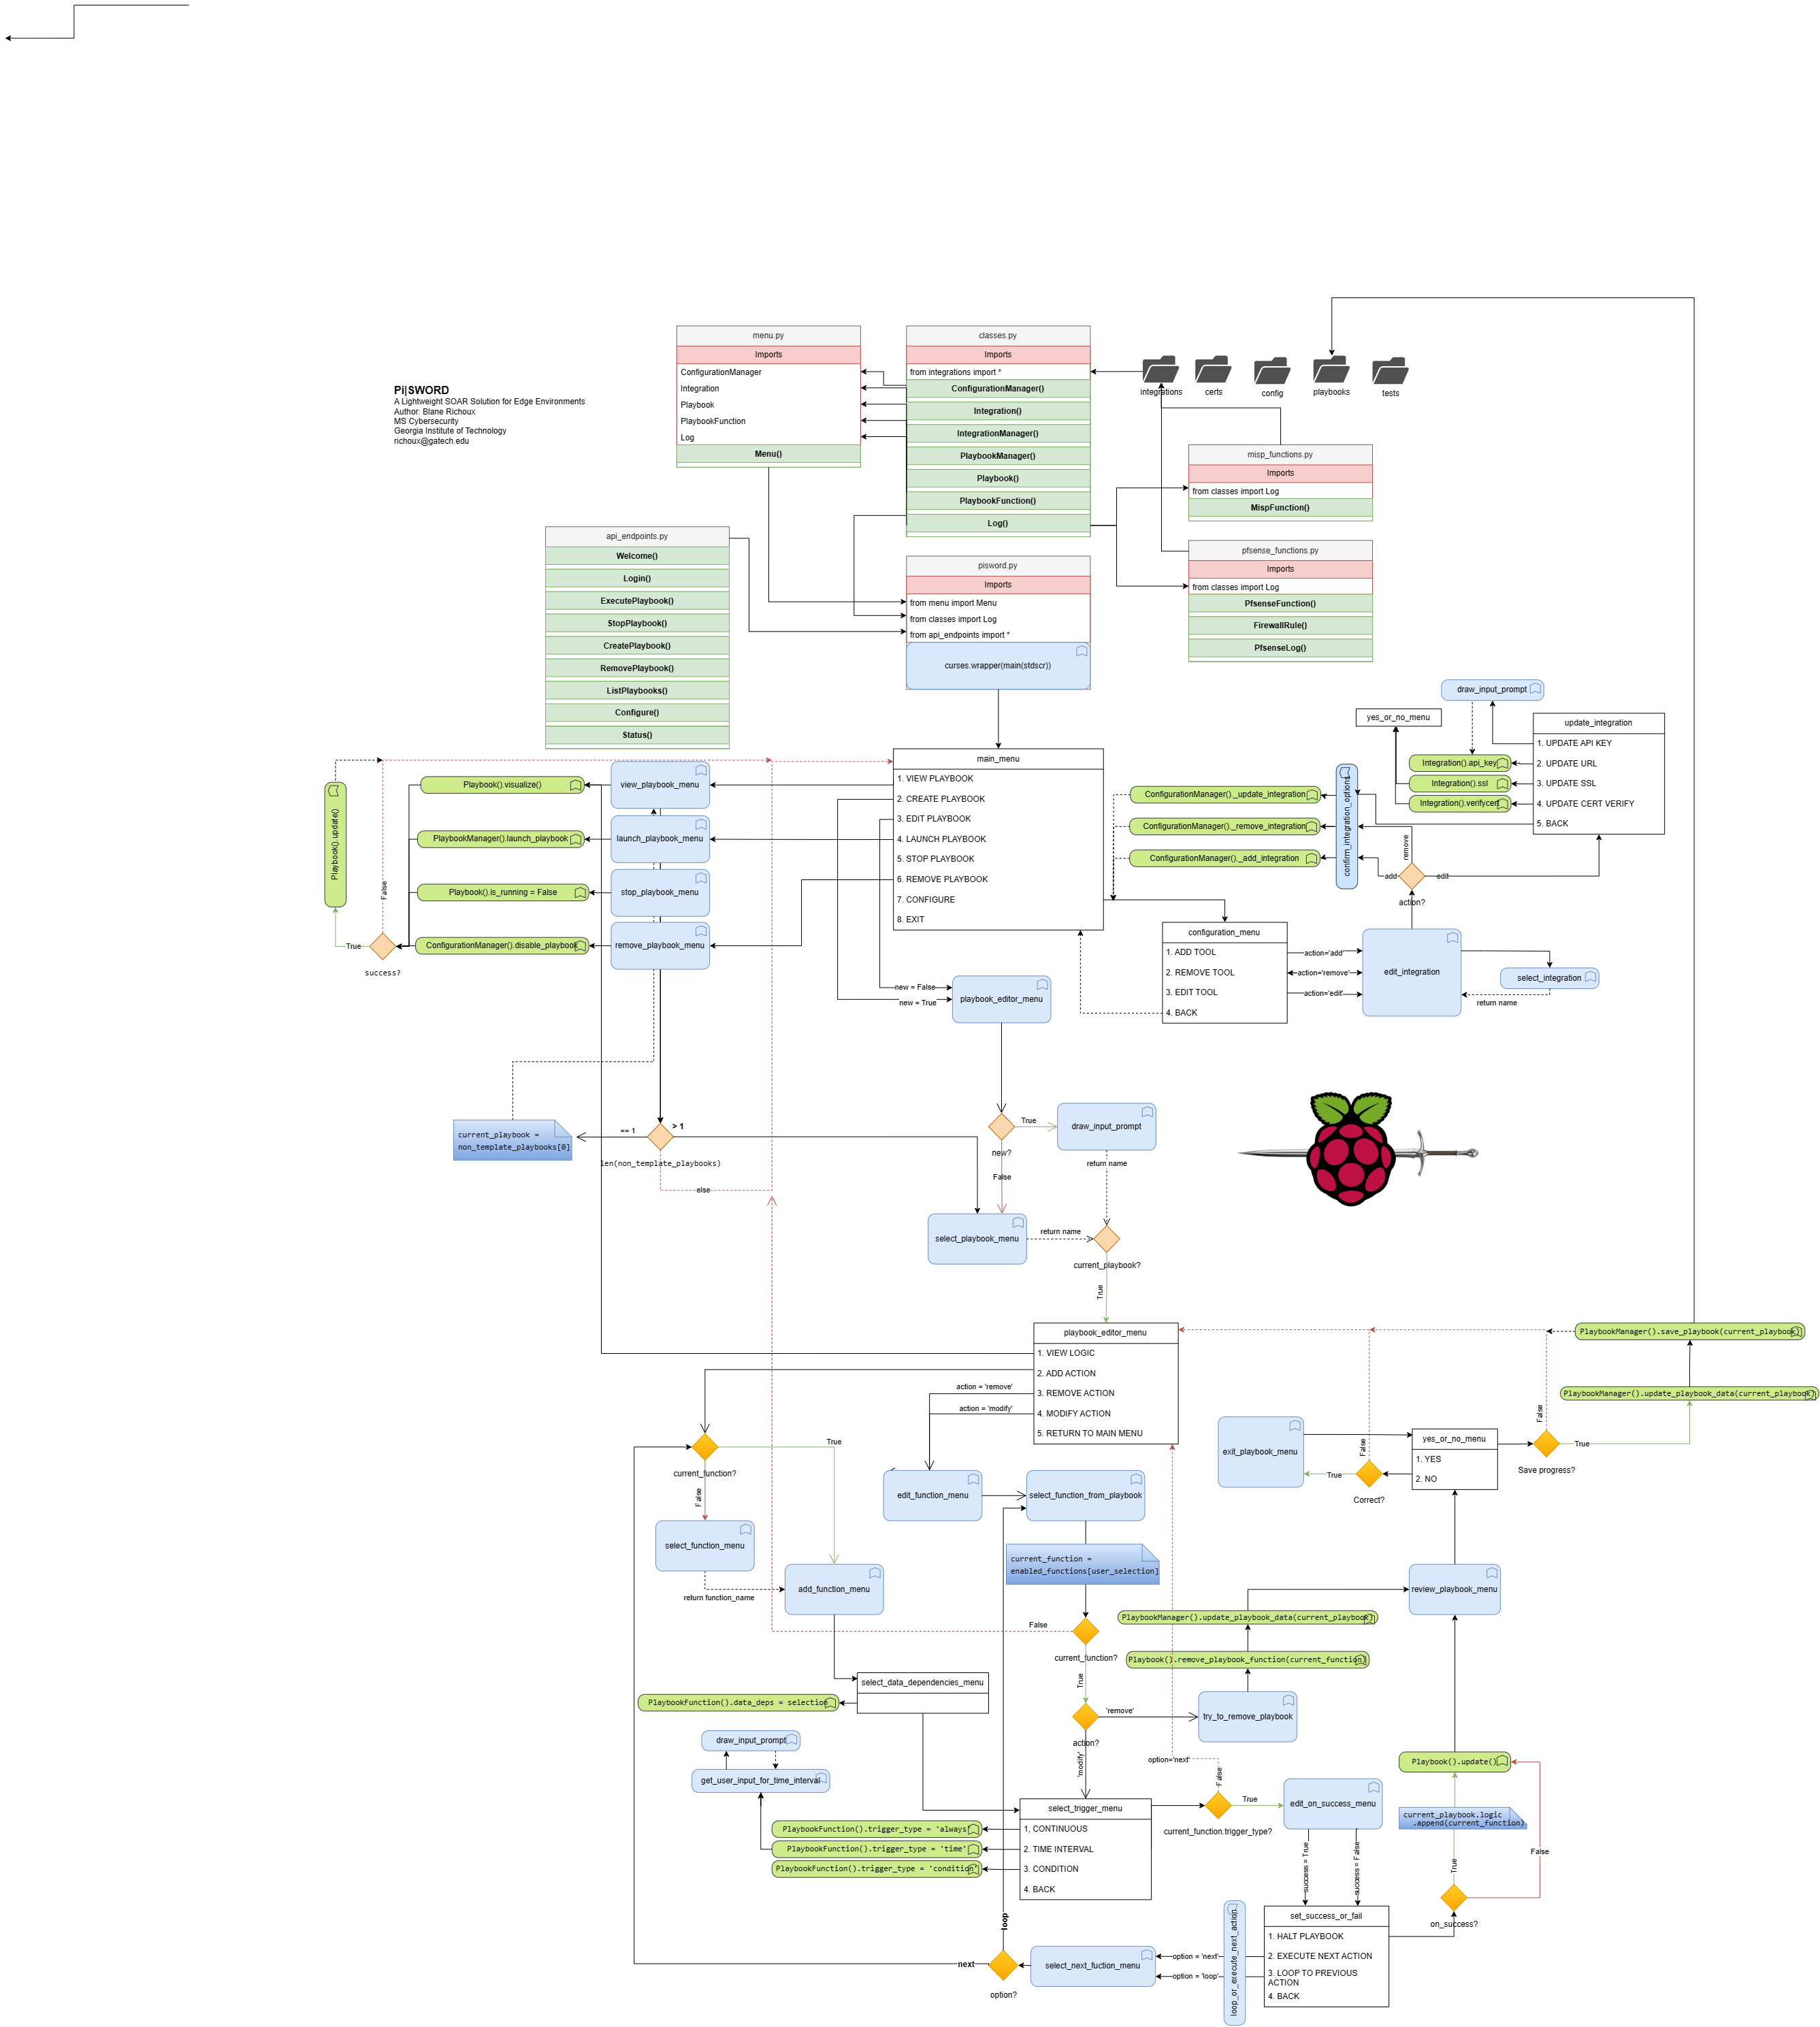 Pi|SWORD
A Lightweight SOAR Solution for Edge Environments
Author: Blane Richoux
MS Cybersecurity
Georgia Institute of Technology
richoux@gatech.edu
menu.py
Imports
ConfigurationManager
Integration
Playbook
PlaybookFunction
Log
Menu()
classes.py
Imports
from integrations import *
ConfigurationManager()
Integration()
IntegrationManager()
PlaybookManager()
Playbook()
PlaybookFunction()
Log()
integrations
certs
config
playbooks
tests
misp_functions.py
Imports
from classes import Log
MispFunction()
pfsense_functions.py
Imports
from classes import Log
PfsenseFunction()
FirewallRule()
PfsenseLog()
api_endpoints.py
Welcome()
Login()
ExecutePlaybook()
StopPlaybook()
CreatePlaybook()
RemovePlaybook()
ListPlaybooks()
Configure()
Status()
pisword.py
Imports
from menu import Menu
from classes import Log
from api_endpoints import *
curses.wrapper(main(stdscr))
main_menu
1. VIEW PLAYBOOK
2. CREATE PLAYBOOK
3. EDIT PLAYBOOK
4. LAUNCH PLAYBOOK
5. STOP PLAYBOOK
6. REMOVE PLAYBOOK
7. CONFIGURE
8. EXIT
view_playbook_menu
launch_playbook_menu
stop_playbook_menu
remove_playbook_menu
Playbook().visualize()
PlaybookManager().launch_playbook
Playbook().is_running = False
ConfigurationManager().disable_playbook
Playbook().update()
False
True
success?
draw_input_prompt
yes_or_no_menu
update_integration
1. UPDATE API KEY
2. UPDATE URL
3. UPDATE SSL
4. UPDATE CERT VERIFY
5. BACK
Integration().api_key
Integration().ssl
Integration().verifycert
confirm_integration_options
ConfigurationManager()._update_integration
ConfigurationManager()._remove_integration
ConfigurationManager()._add_integration
remove
add
edit
action?
configuration_menu
1. ADD TOOL
2. REMOVE TOOL
3. EDIT TOOL
4. BACK
action='add'
action='remove'
action='edit'
edit_integration
select_integration
return name
new = False
new = True
playbook_editor_menu
current_playbook =
non_template_playbooks[0]
== 1
> 1
len(non_template_playbooks)
else
new?
True
False
draw_input_prompt
return name
select_playbook_menu
return name
current_playbook?
True
playbook_editor_menu
1. VIEW LOGIC
2. ADD ACTION
3. REMOVE ACTION
4. MODIFY ACTION
5. RETURN TO MAIN MENU
action = 'remove'
action = 'modify'
PlaybookManager().save_playbook(current_playbook)
PlaybookManager().update_playbook_data(current_playbook)
exit_playbook_menu
yes_or_no_menu
1. YES
2. NO
False
True
Correct?
False
True
Save progress?
current_function?
True
False
select_function_menu
return function_name
add_function_menu
edit_function_menu
select_function_from_playbook
current_function =
enabled_functions[user_selection]
False
current_function?
True
review_playbook_menu
PlaybookManager().update_playbook_data(current_playbook)
Playbook().remove_playbook_function(current_function)
try_to_remove_playbook
'remove'
action?
'modify'
select_data_dependencies_menu
PlaybookFunction().data_deps = selection
draw_input_prompt
get_user_input_for_time_interval
select_trigger_menu
1, CONTINUOUS
2. TIME INTERVAL
3. CONDITION
4. BACK
PlaybookFunction().trigger_type = 'always'
PlaybookFunction().trigger_type = 'time'
PlaybookFunction().trigger_type = 'condition'
option='next'
False
True
current_function.trigger_type?
edit_on_success_menu
success = True
success = False
Playbook().update()
current_playbook.logic
.append(current_function)
True
False
on_success?
set_success_or_fail
1. HALT PLAYBOOK
2. EXECUTE NEXT ACTION
3. LOOP TO PREVIOUS
ACTION
4. BACK
loop_or_execute_next_action
option = 'next'
option = 'loop'
select_next_fuction_menu
loop
next
option?